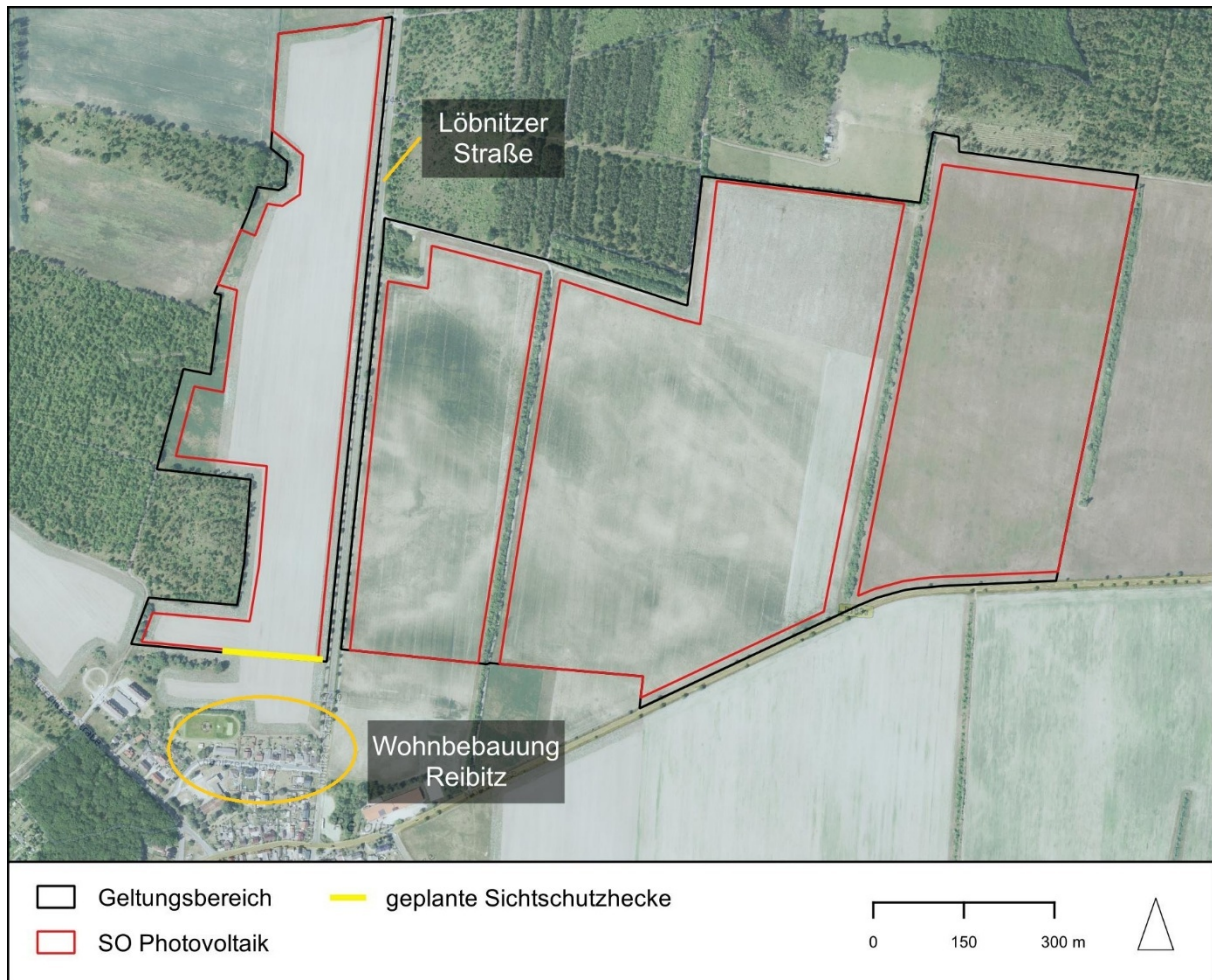 Löbnitzer
Straße
Wohnbebauung
Reibitz
Geltungsbereich
geplante Sichtschutzhecke
SO Photovoltaik
0 150 300 m